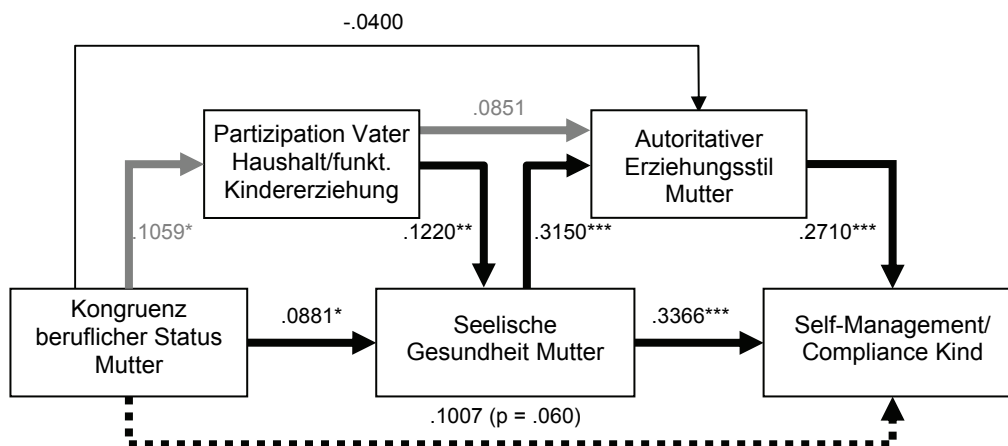 -.0400
Partizipation Vater
Haushalt/funkt.
Kindererziehung
.0851
Autoritativer
Erziehungsstil
Mutter
.1059*
.1220**
.3150***
.2710***
Kongruenz
beruflicher Status
Mutter
.0881*
Seelische
Gesundheit Mutter
.3366***
Self-Management/
Compliance Kind
.1007 (p = .060)